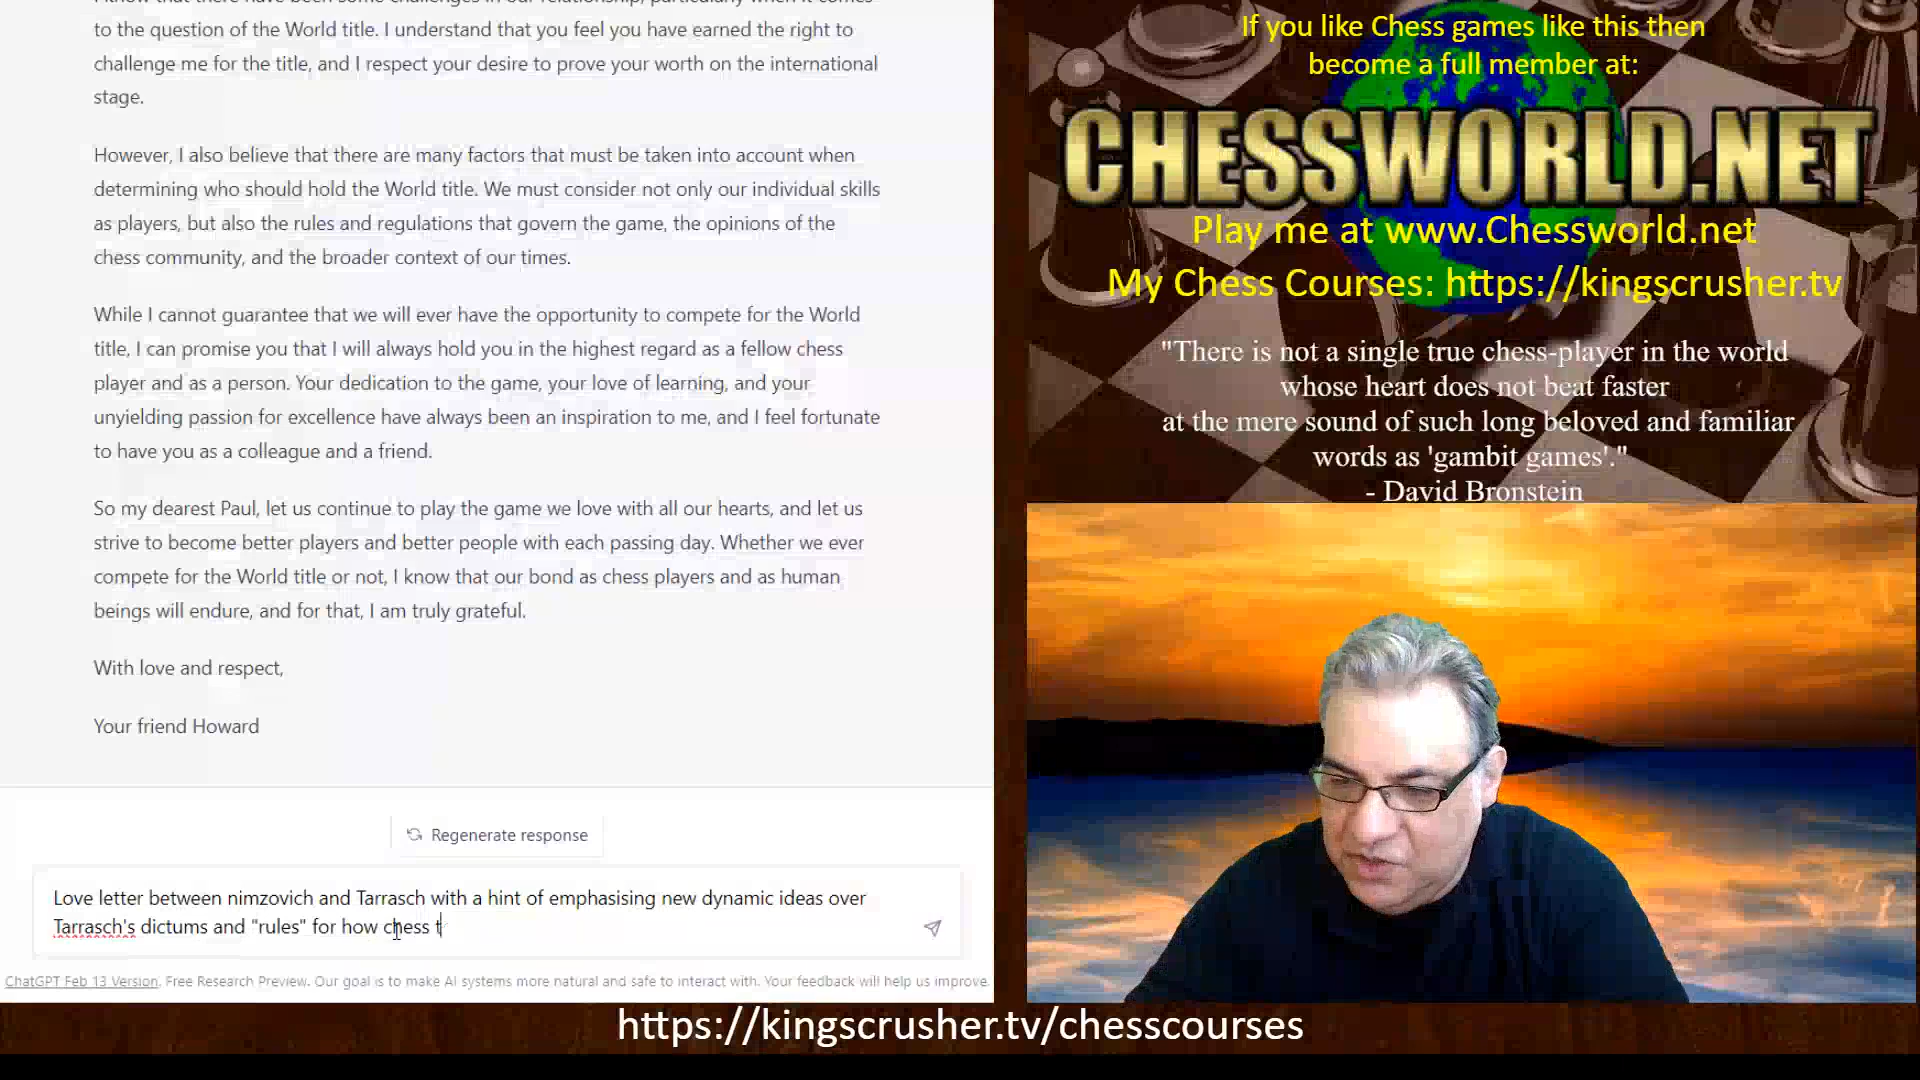 to the question of the World title. I understand that you feel you have earned the right to
challenge me for the title, and I respect your desire to prove your worth on the international
stage.
However, I also believe that there are many factors that must be taken into account when
determining who should hold the World title. We must consider not only our individual skills
as players, but also the rules and regulations that govern the game, the opinions of the
chess community, and the broader context of our times.
While I cannot guarantee that we will ever have the opportunity to compete for the World
title, I can promise you that I will always hold you in the highest regard as a fellow chess
player and as a person. Your dedication to the game, your love of learning, and your
unyielding passion for excellence have always been an inspiration to me, and I feel fortunate
to have you as a colleague and a friend.
So my dearest Paul, let us continue to play the game we love with all our hearts, and let us
strive to become better players and better people with each passing day. Whether we ever
compete for the World title or not, I know that our bond as chess players and as human
beings will endure, and for that, I am truly grateful.
With love and respect,
Your friend Howard
Regenerate response
Love letter between nimzovich and Tarrasch with a hint of emphasising new dynamic ideas over
Tarrasch's dictums and "rules" for how chess t
ChatGPT Feb 13 Version. Free Research Preview. Our goal is to make AI systems more natural and safe to interact with. Your feedback will help us improve.
If you like Chess games like this then
become a full member at:
CHESSWORLD.NET
Play me at www.Chessworld.net
My Chess Courses: https://kingscrusher.tv
"There is not a single true chess-player in the world
whose heart does not beat faster
at the mere sound of such long beloved and familiar
words as 'gambit games'."
- David Bronstein
https://kingscrusher.tv/chesscourses